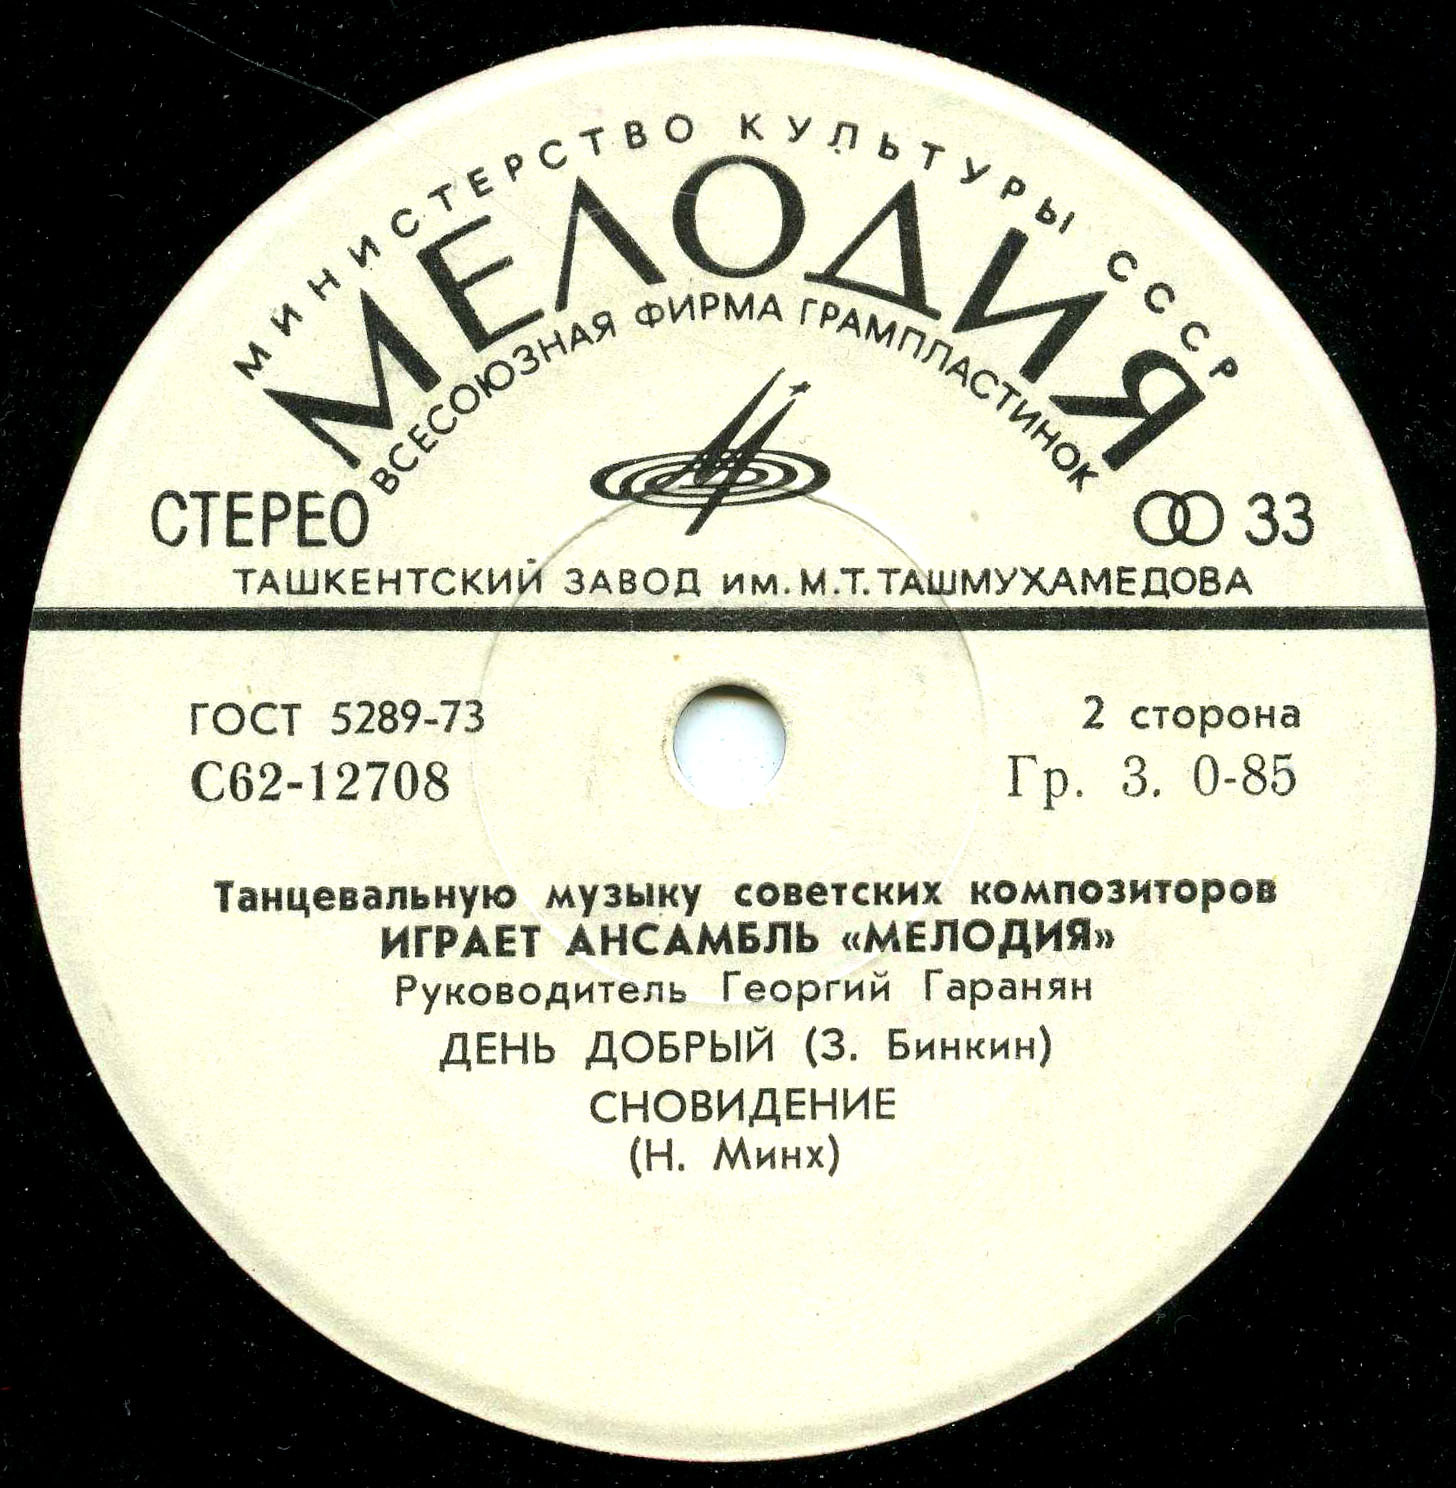 МИНИСТЕРСТВО КУЛЬТУРЫ СССР
МЕЛОДИЯ
ВСЕСОЮЗНАЯ ФИРМА ГРАМПЛАСТИНОК
СТЕРЕО
33
ТАШКЕНТСКИЙ ЗАВОД им. М.Т. ТАШМУХАМЕДОВА
ГОСТ 5289-73
2 сторона
С62-12708
Гр. 3. 0-85
Танцевальную музыку советских композиторов
ИГРАЕТ АНСАМБЛЬ «МЕЛОДИЯ»
Руководитель Георгий Гаранян
ДЕНЬ ДОБРЫЙ (З. Бинкин)
СНОВИДЕНИЕ
(Н. Минх)